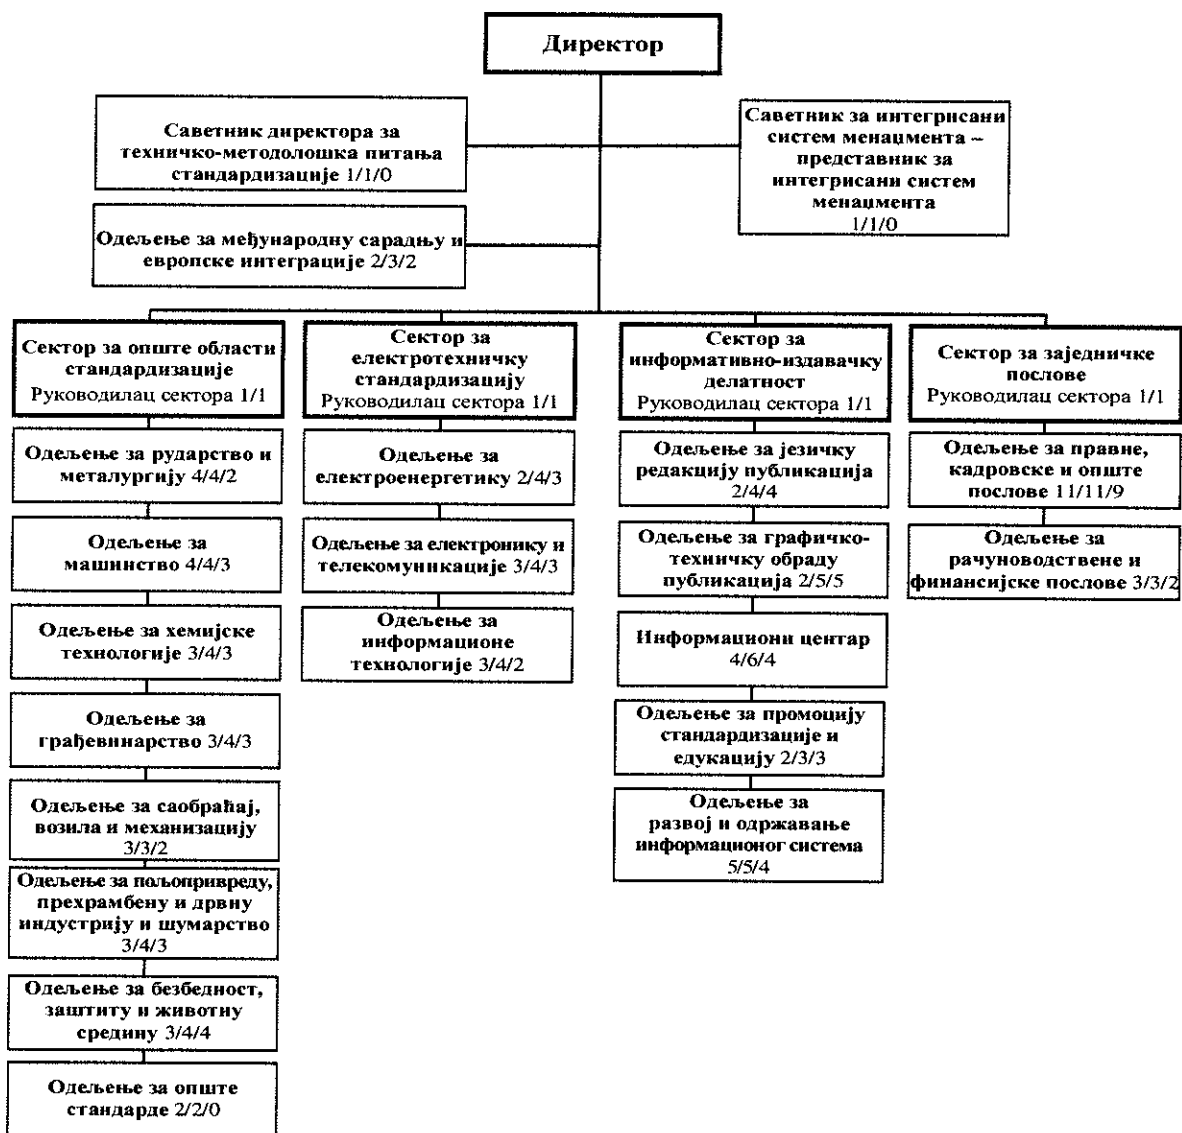 Директор
Саветник директора за
техничко-методолошка питања
стандардизације 1/1/0
Саветник за интегрисани
систем менаџмента –
представник за
интегрисани систем
менаџмента
1/1/0
Одељење за међународну сарадњу и
европске интеграције 2/3/2
Сектор за опште области
стандардизације
Руководилац сектора 1/1
Одељење за рударство и
металургију 4/4/2
Одељење за
машинство 4/4/3
Одељење за хемијске
технологије 3/4/3
Одељење за
грађевинарство 3/4/3
Одељење за саобраћај,
возила и механизацију
3/3/2
Одељење за пољопривреду,
прехрамбену и дрвну
индустрију и шумарство
3/4/3
Одељење за безбедност,
заштиту и животну
средину 3/4/4
Одељење за опште
стандарде 2/2/0
Сектор за
електротехничку
стандардизацију
Руководилац сектора 1/1
Одељење за
електроенергетику 2/4/3
Одељење за електронику и
телекомуникације 3/4/3
Одељење за
информационе
технологије 3/4/2
Сектор за
информативно-издавачку
делатност
Руководилац сектора 1/1
Одељење за језичку
редакцију публикација
2/4/4
Одељење за графичко-
техничку обраду
публикација 2/5/5
Информациони центар
4/6/4
Одељење за промоцију
стандардизације и
едукацију 2/3/3
Одељење за
развој и одржавање
информационог система
5/5/4
Сектор за заједничке
послове
Руководилац сектора 1/1
Одељење за правне,
кадровске и опште
послове 11/11/9
Одељење за
рачуноводствене и
финансијске послове 3/3/2